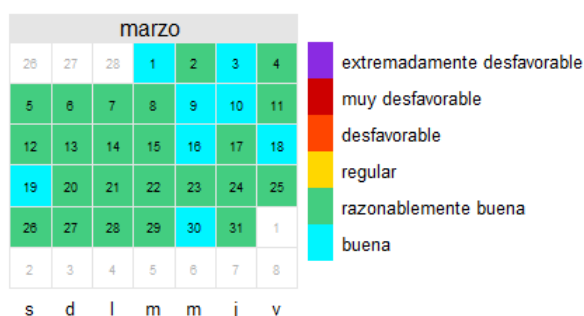 marzo
26 27 28 1 2 3 4
5 6 7 8 9 10 11
12 13 14 15 16 17 18
19 20 21 22 23 24 25
26 27 28 29 30 31 1
2 3 4 5 6 7 8
s d l m m j v
extremadamente desfavorable
muy desfavorable
desfavorable
regular
razonablemente buena
buena